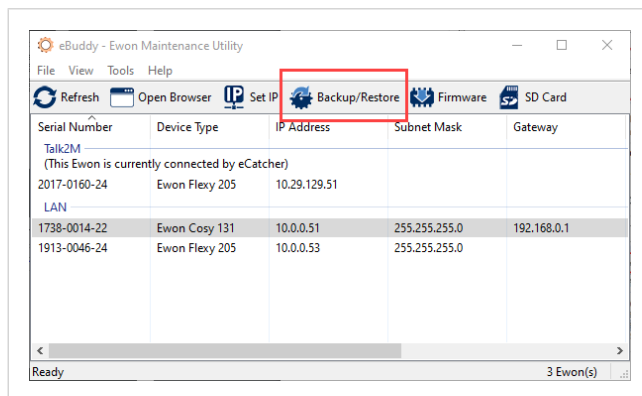 eBuddy - Ewon Maintenance Utility
File View Tools Help
Refresh Open Browser Set IP Backup/Restore Firmware SD Card
Serial Number Device Type IP Address Subnet Mask Gateway
Talk2M
(This Ewon is currently connected by eCatcher)
2017-0160-24 Ewon Flexy 205 10.29.129.51
LAN
1738-0014-22 Ewon Cosy 131 10.0.0.51 255.255.255.0 192.168.0.1
1913-0046-24 Ewon Flexy 205 10.0.0.53 255.255.255.0
Ready 3 Ewon(s)